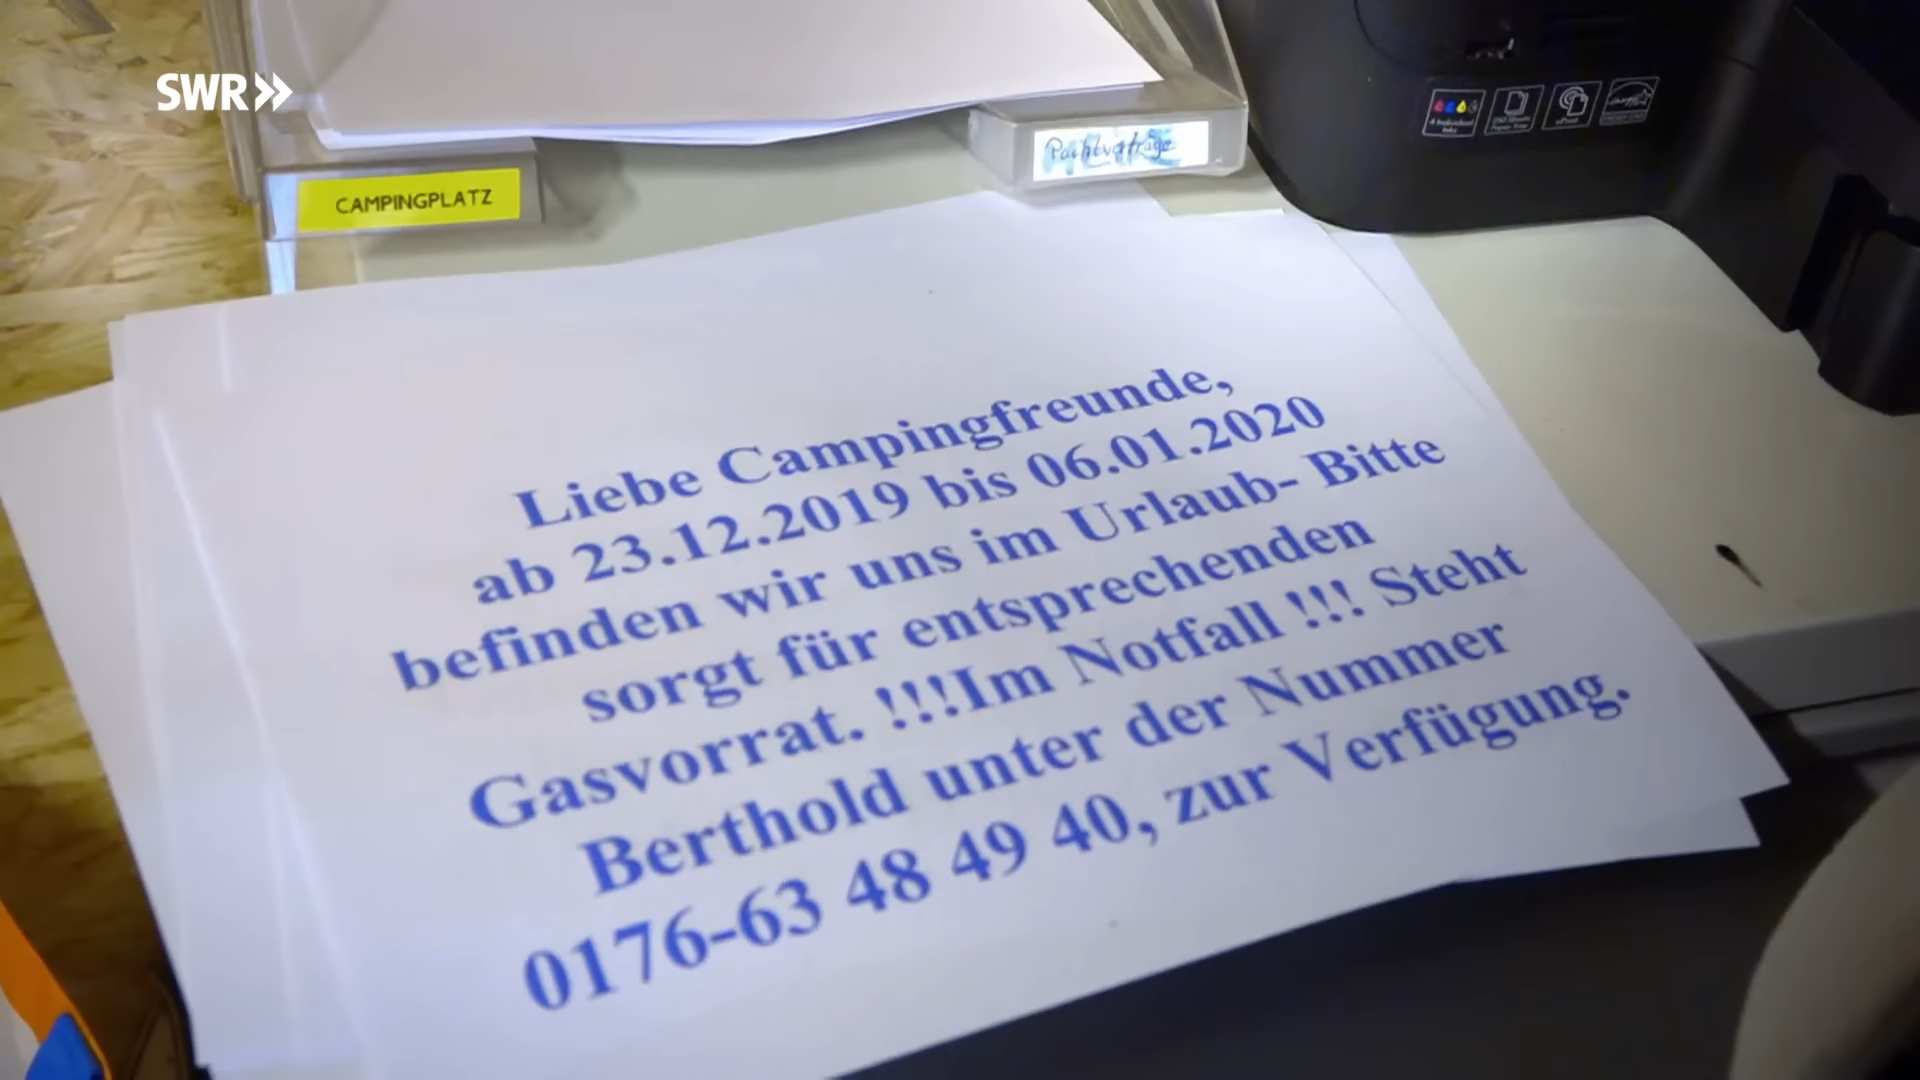 SWR
CAMPINGPLATZ
Pachtverträge
Liebe Campingfreunde,
ab 23.12.2019 bis 06.01.2020
befinden wir uns im Urlaub- Bitte
sorgt für entsprechenden
Gasvorrat. !!!Im Notfall !!! Steht
Berthold unter der Nummer
0176-63 48 49 40, zur Verfügung.